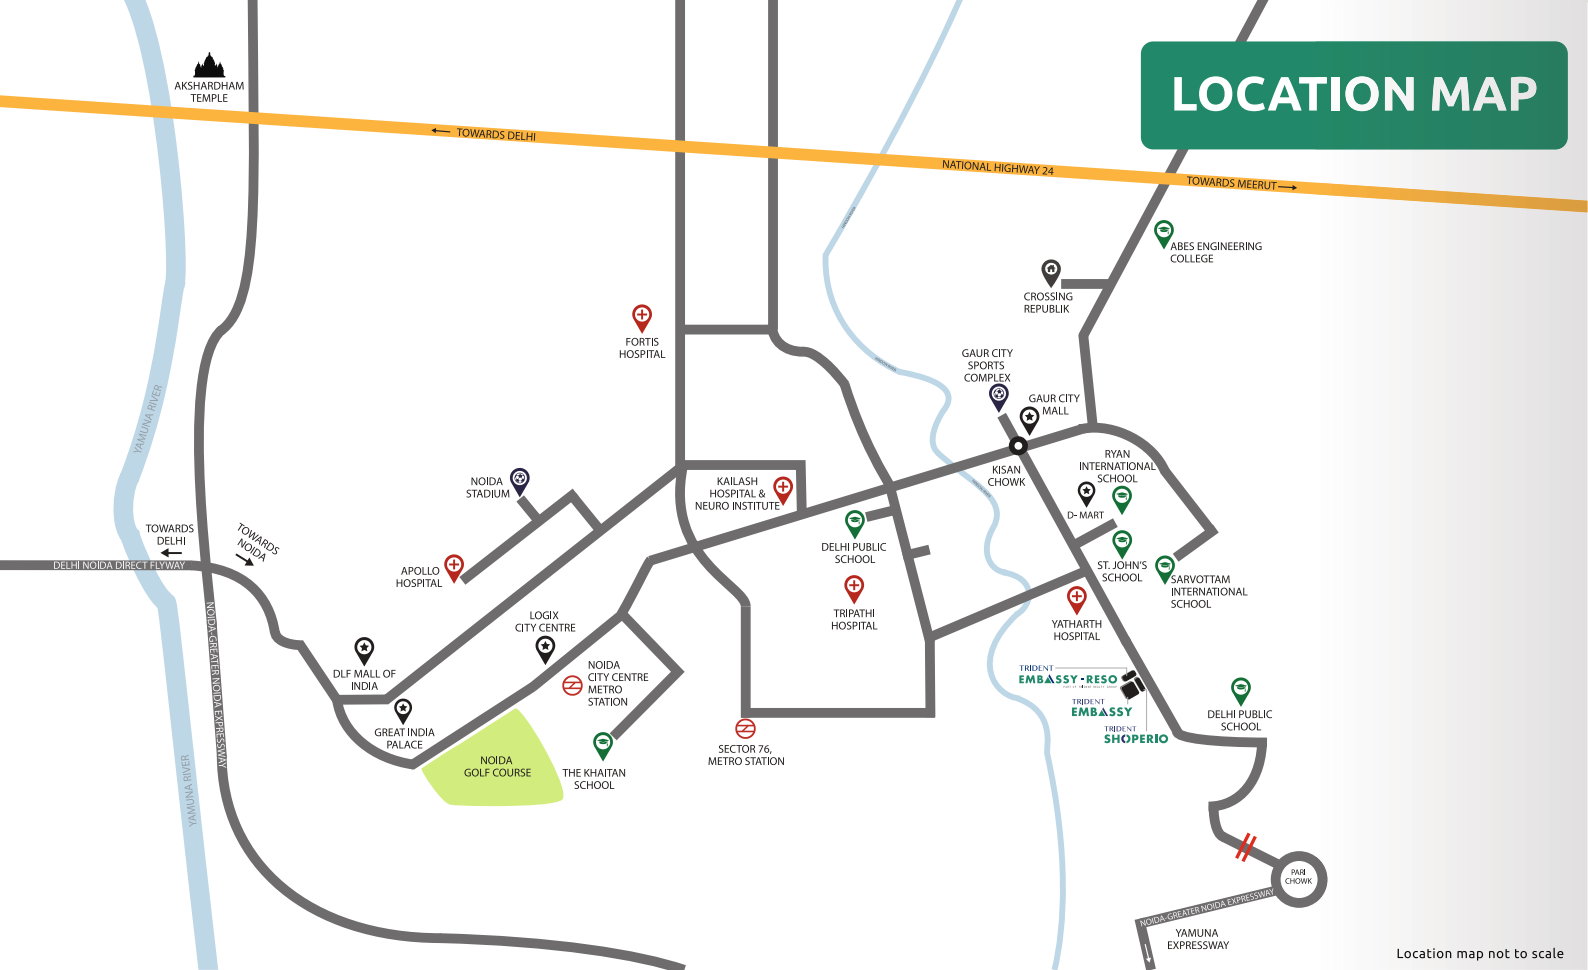 LOCATION MAP
AKSHARDHAM
TEMPLE
TOWARDS DELHI
NATIONAL HIGHWAY 24
TOWARDS MEERUT
ABES ENGINEERING
COLLEGE
CROSSING
REPUBLIK
FORTIS
HOSPITAL
GAUR CITY
SPORTS
COMPLEX
GAUR CITY
MALL
YAMUNA RIVER
KISAN
CHOWK
RYAN
INTERNATIONAL
SCHOOL
NOIDA
STADIUM
KAILASH
HOSPITAL &
NEURO INSTITUTE
D- MART
TOWARDS
DELHI
TOWARDS
NOIDA
DELHI NOIDA DIRECT FLYWAY
DELHI PUBLIC
SCHOOL
APOLLO
HOSPITAL
ST. JOHN'S
SCHOOL
SARVOTTAM
INTERNATIONAL
SCHOOL
TRIPATHI
HOSPITAL
YATHARTH
HOSPITAL
LOGIX
CITY CENTRE
NOIDA-GREATER NOIDA EXPRESSWAY
DLF MALL OF
INDIA
NOIDA
CITY CENTRE
METRO
STATION
TRIDENT
EMBASSY - RESO
TRIDENT
EMBASSY
TRIDENT
SHOPERIO
DELHI PUBLIC
SCHOOL
GREAT INDIA
PALACE
NOIDA
GOLF COURSE
THE KHAITAN
SCHOOL
SECTOR 76,
METRO STATION
YAMUNA RIVER
PARI
CHOWK
NOIDA-GREATER NOIDA EXPRESSWAY
YAMUNA
EXPRESSWAY
Location map not to scale